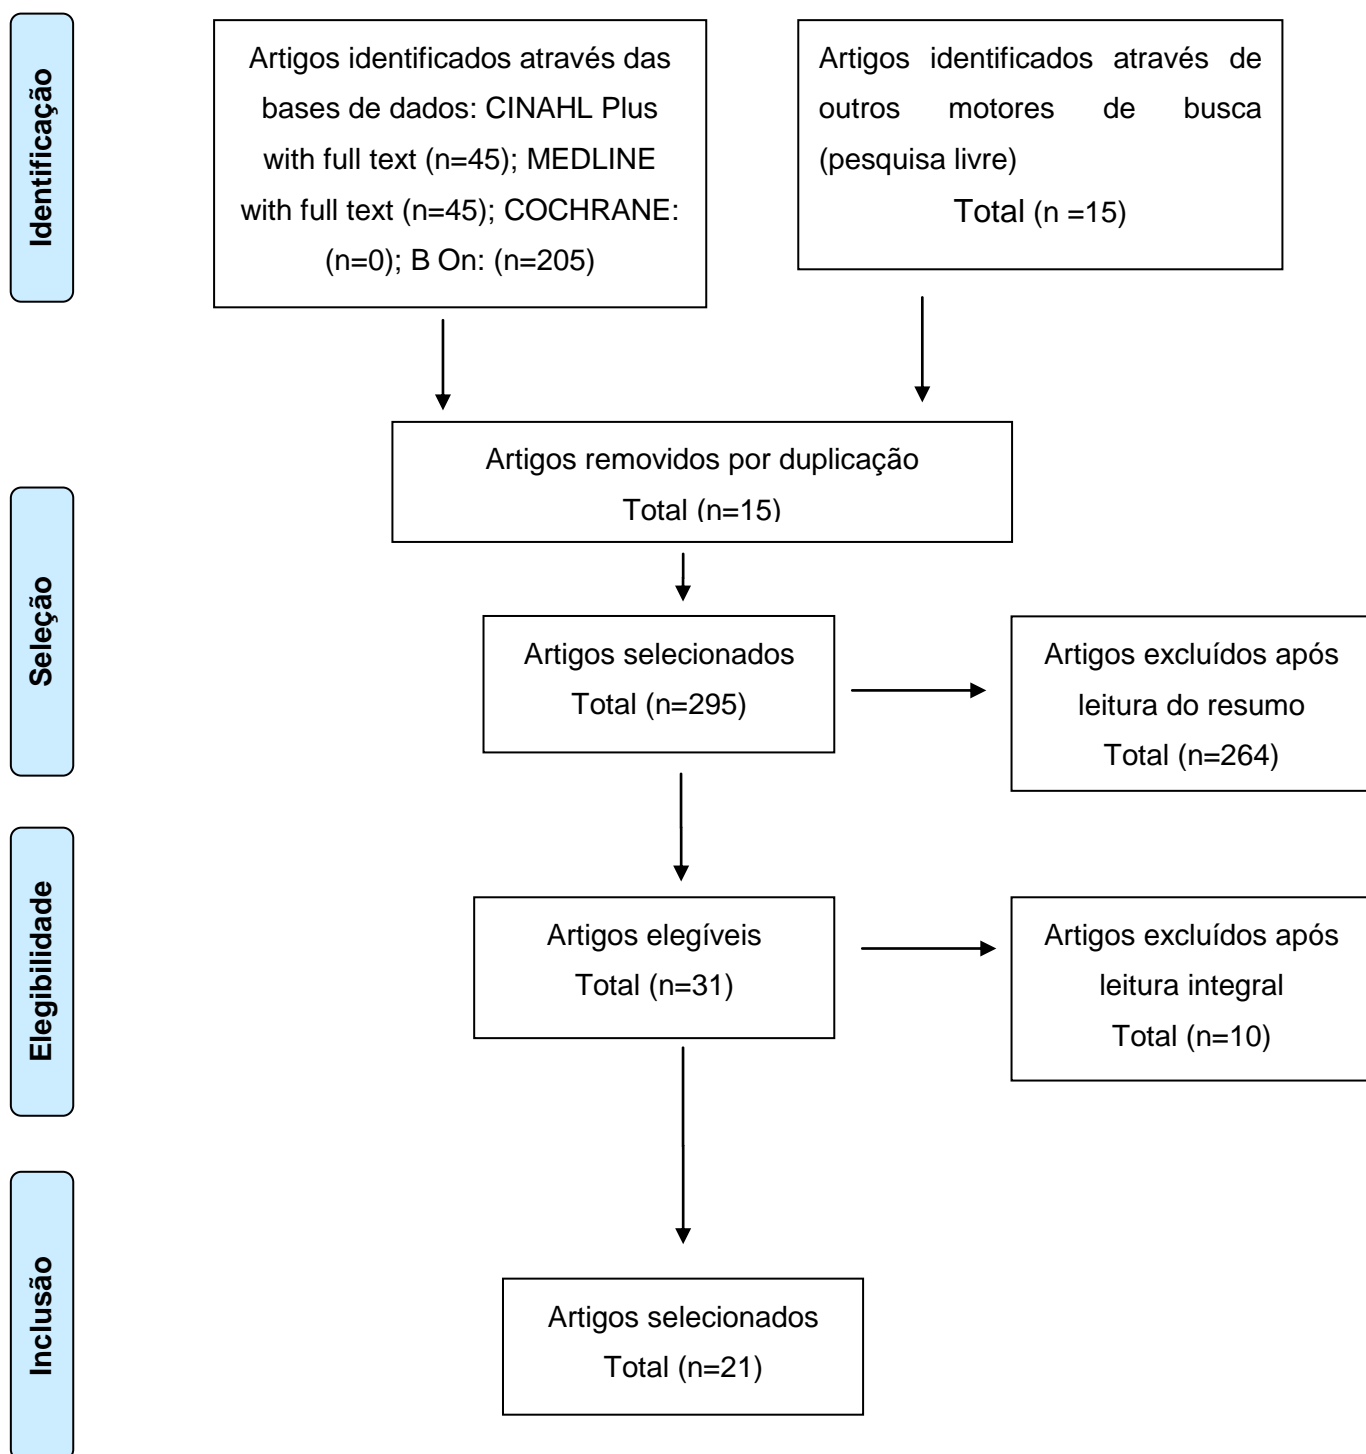 Identificação
Artigos identificados através das
bases de dados: CINAHL Plus
with full text (n=45); MEDLINE
with full text (n=45); COCHRANE:
(n=0); B On: (n=205)
Artigos identificados através de
outros motores de busca
(pesquisa livre)
Total (n =15)
Artigos removidos por duplicação
Total (n=15)
Seleção
Artigos selecionados
Total (n=295)
Artigos excluídos após
leitura do resumo
Total (n=264)
Elegibilidade
Artigos elegíveis
Total (n=31)
Artigos excluídos após
leitura integral
Total (n=10)
Inclusão
Artigos selecionados
Total (n=21)